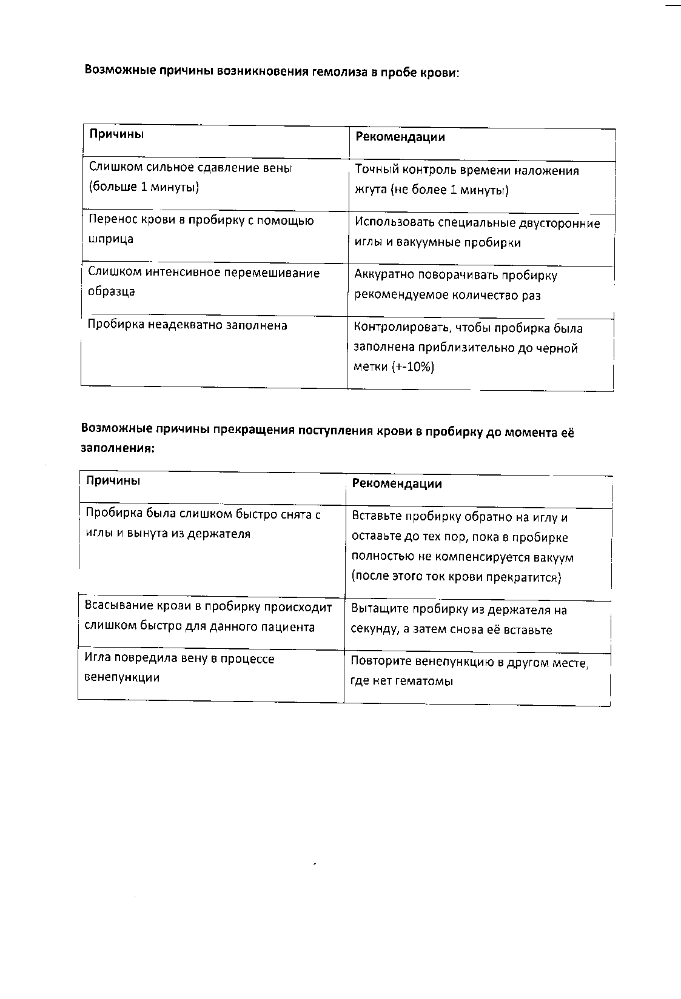 Возможные причины возникновения гемолиза в пробе крови:
Причины
Рекомендации
Слишком сильное сдавление вены
(больше 1 минуты)
Точный контроль времени наложения
жгута (не более 1 минуты)
Перенос крови в пробирку с помощью
шприца
Использовать специальные двусторонние
иглы и вакуумные пробирки
Слишком интенсивное перемешивание
образца
Аккуратно поворачивать пробирку
рекомендуемое количество раз
Пробирка неадекватно заполнена
Контролировать, чтобы пробирка была
заполнена приблизительно до черной
метки (+-10%)
Возможные причины прекращения поступления крови в пробирку до момента её
заполнения:
Причины
Рекомендации
Пробирка была слишком быстро снята с
иглы и вынута из держателя
Вставьте пробирку обратно на иглу и
оставьте до тех пор, пока в пробирке
полностью не компенсируется вакуум
(после этого ток крови прекратится)
Всасывание крови в пробирку происходит
слишком быстро для данного пациента
Вытащите пробирку из держателя на
секунду, а затем снова её вставьте
Игла повредила вену в процессе
венепункции
Повторите венепункцию в другом месте,
где нет гематомы